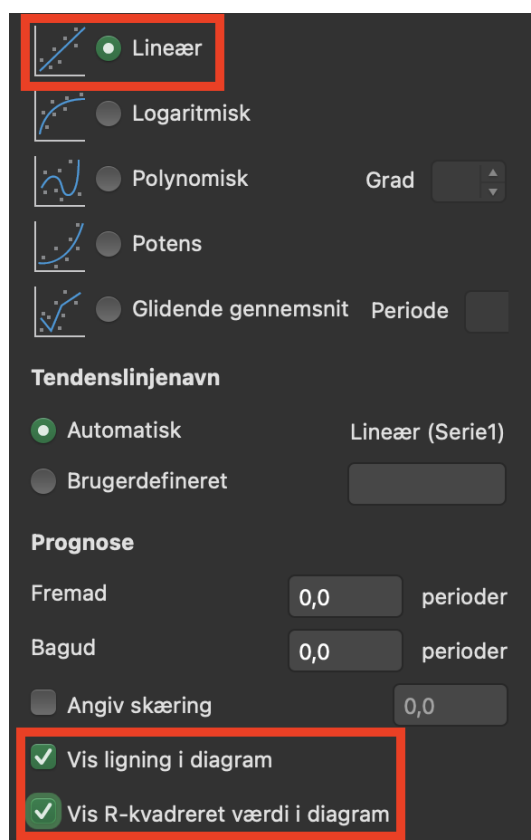 Lineær
Logaritmisk
Polynomisk Grad
Potens
Glidende gennemsnit Periode
Tendenslinjenavn
Automatisk Lineær (Serie1)
Brugerdefineret
Prognose
Fremad 0,0 perioder
Bagud 0,0 perioder
Angiv skæring 0,0
Vis ligning i diagram
Vis R-kvadreret værdi i diagram